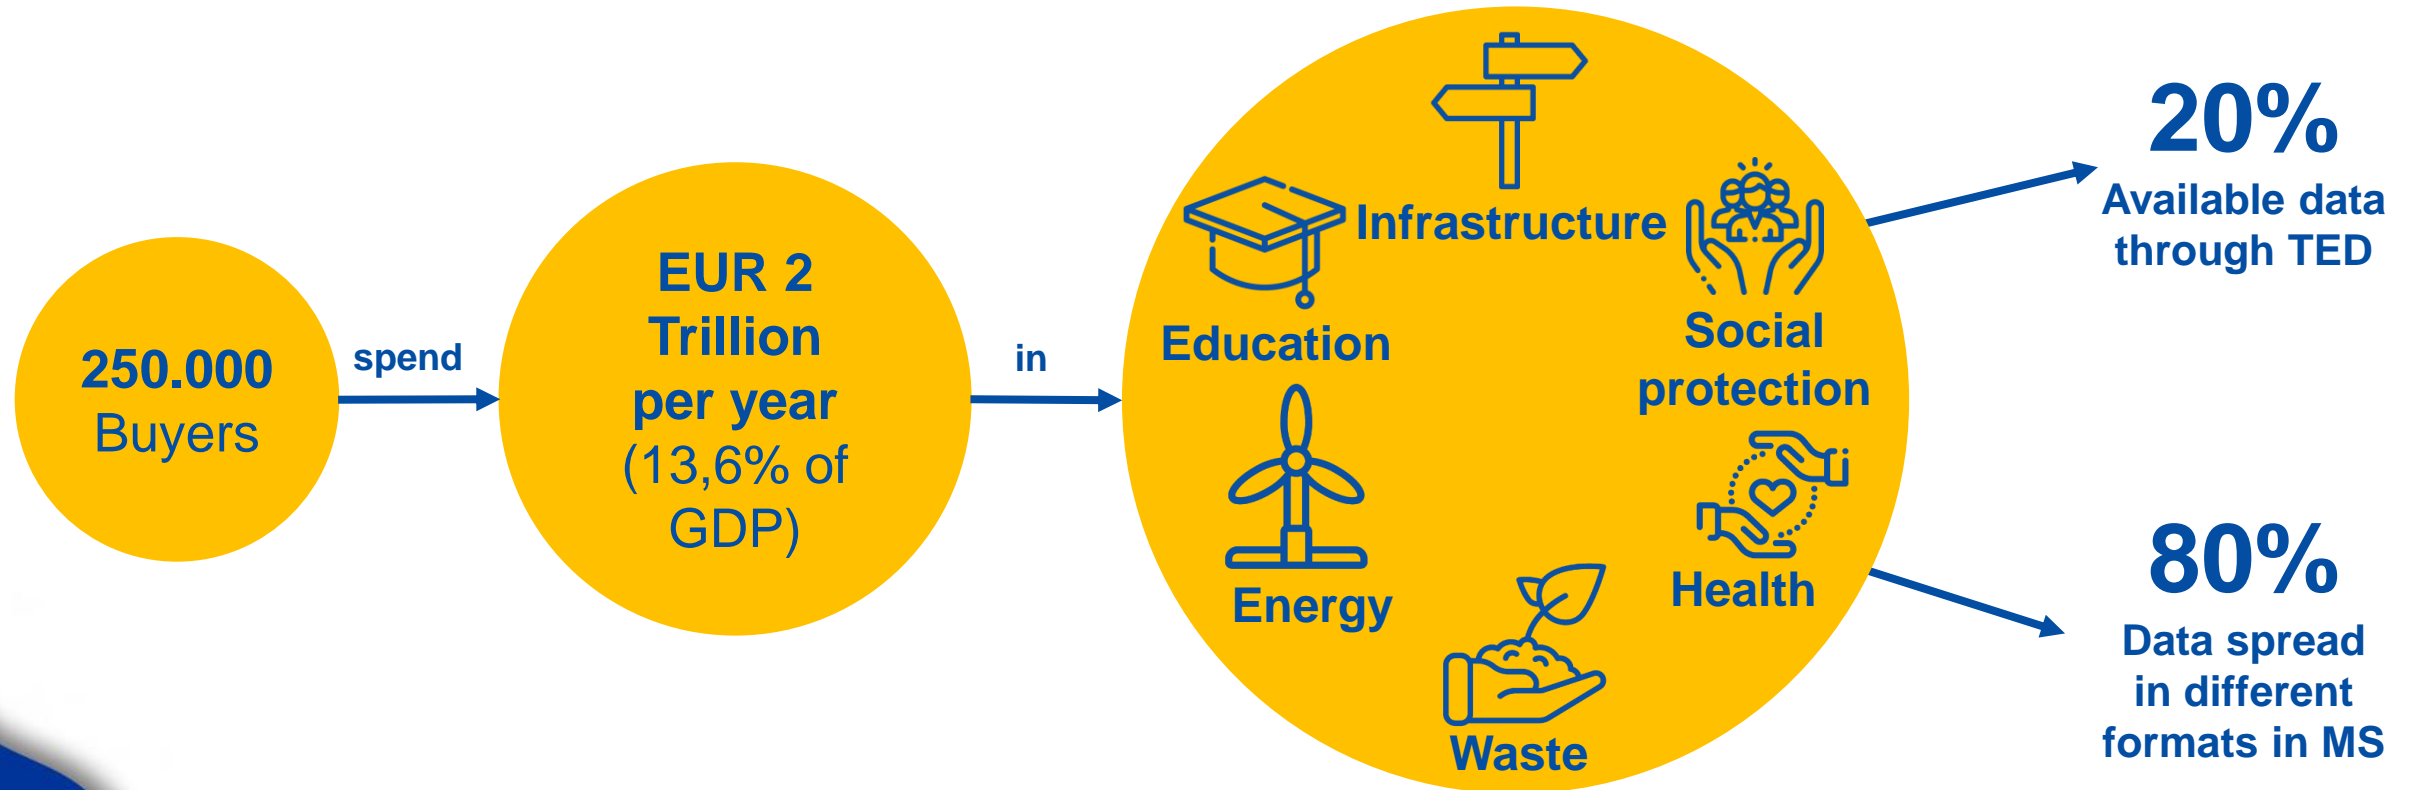 250.000
Buyers
spend
EUR 2
Trillion
per year
(13,6% of
GDP)
in
Infrastructure
Education
Social
protection
Energy
Health
Waste
20%
Available data
through TED
80%
Data spread
in different
formats in MS